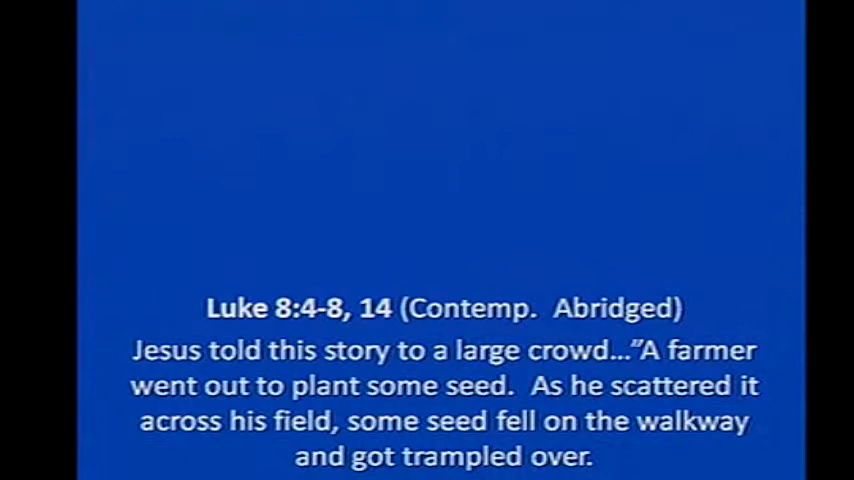 Luke 8:4-8, 14 (Contemp.  Abridged)
Jesus told this story to a large crowd…”A farmer
went out to plant some seed.  As he scattered it
across his field, some seed fell on the walkway
and got trampled over.